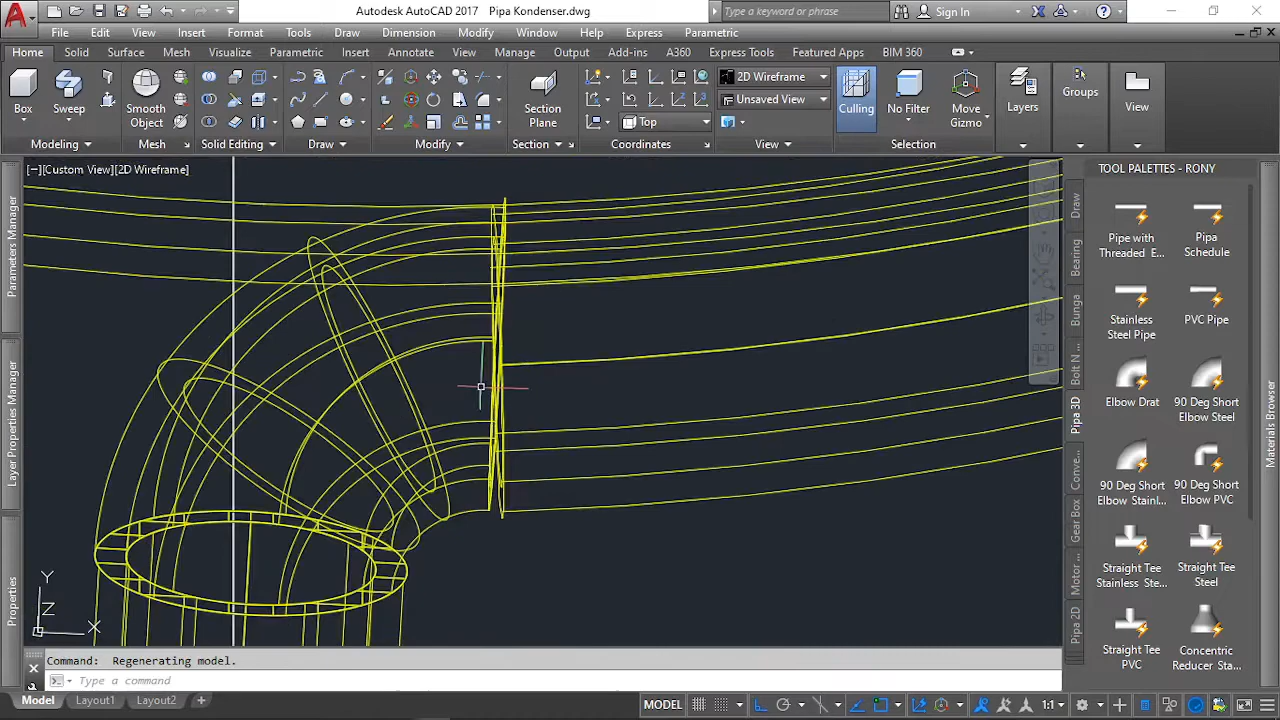 Autodesk AutoCAD 2017 Pipa Kondenser.dwg
Type a keyword or phrase
Sign In
File Edit View Insert Format Tools Draw Dimension Modify Window Help Express Parametric
Home Solid Surface Mesh Visualize Parametric Insert Annotate View Manage Output Add-ins A360 Express Tools Featured Apps BIM 360
Box
Sweep
Smooth
Object
Section
Plane
Top
2D Wireframe
Unsaved View
Culling
No Filter
Move
Gizmo
Layers
Groups
View
Modeling Mesh Solid Editing Draw Modify Section Coordinates View Selection
[−][Custom View][2D Wireframe]
Parameters Manager
Layer Properties Manager
Properties
Y
Z
X
TOOL PALETTES - RONY
Draw
Bearing
Bunga
Bolt N...
Pipa 3D
Conve...
Gear Box
Motor ...
Pipa 2D
Pipe with
Threaded E...
Pipa
Schedule
Stainless
Steel Pipe
PVC Pipe
Elbow Drat
90 Deg Short
Elbow Steel
90 Deg Short
Elbow Stainl...
90 Deg Short
Elbow PVC
Straight Tee
Stainless Ste...
Straight Tee
Steel
Straight Tee
PVC
Concentric
Reducer Sta...
Materials Browser
Command: Regenerating model.
Type a command
Model Layout1 Layout2 +
MODEL
1:1